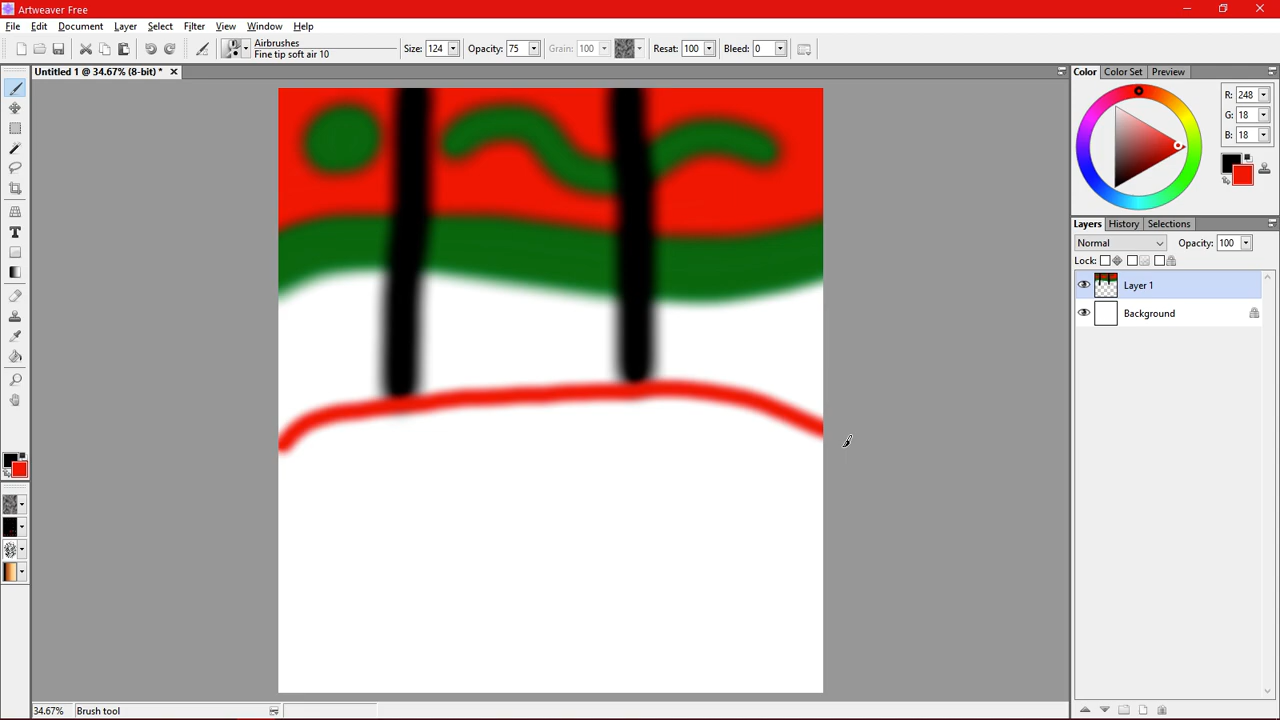 Artweaver Free
File Edit Document Layer Select Filter View Window Help
Airbrushes
Fine tip soft air 10
Size: 124 Opacity: 75 Grain: 100 Resat: 100 Bleed: 0
Untitled 1 @ 34.67% (8-bit) *
Color Color Set Preview
R: 248
G: 18
B: 18
Layers History Selections
Normal Opacity: 100
Lock:
Layer 1
Background
34.67% Brush tool